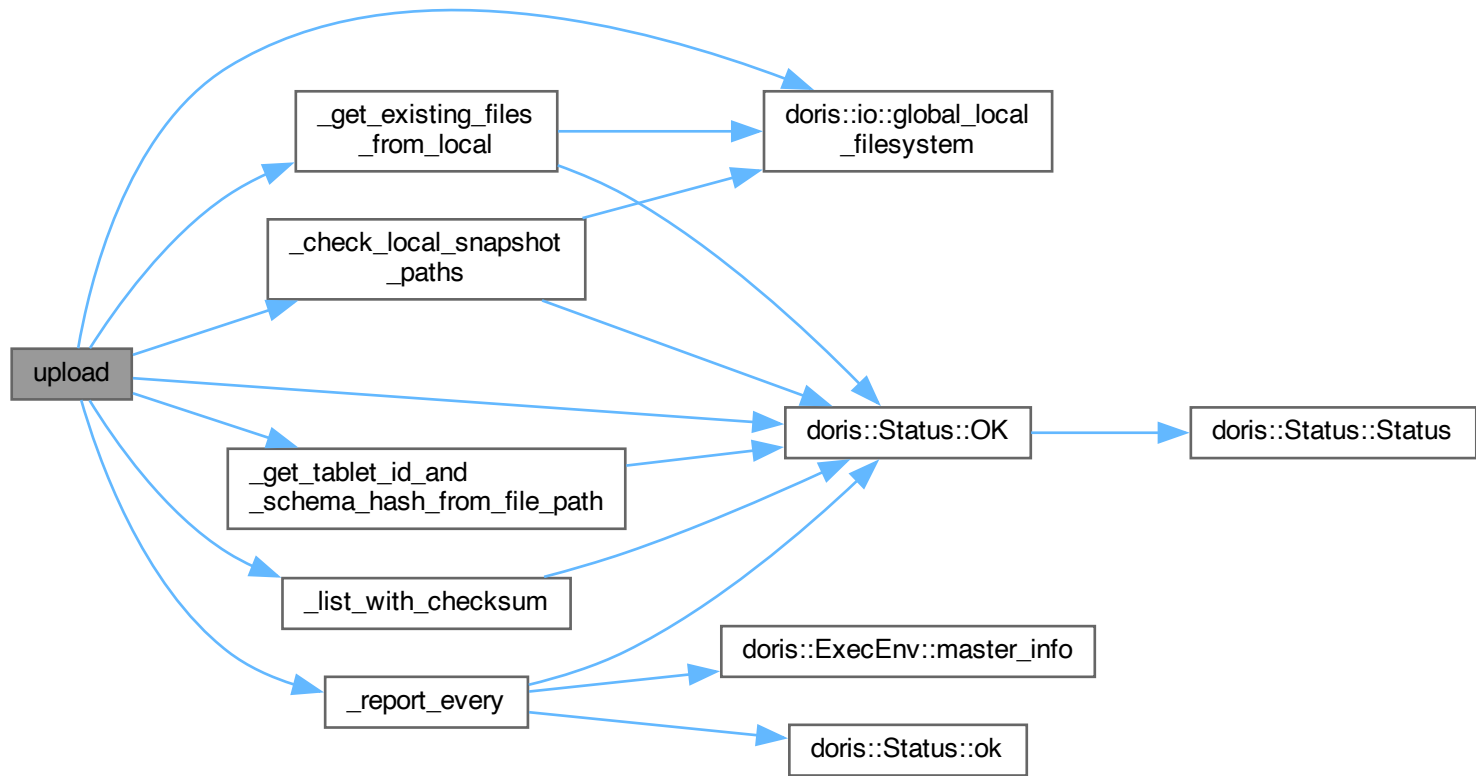 _get_existing_files
_from_local
doris::io::global_local
_filesystem
_check_local_snapshot
_paths
upload
doris::Status::OK
doris::Status::Status
_get_tablet_id_and
_schema_hash_from_file_path
_list_with_checksum
doris::ExecEnv::master_info
_report_every
doris::Status::ok